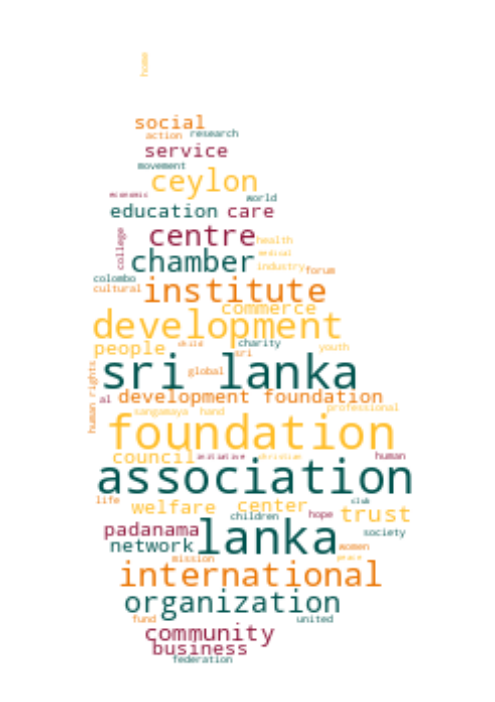 home
social
action research
service
movement
ceylon
economic world
education care
college centre health
chamber medical
industry forum
colombo
cultural institute
commerce
development
people child charity youth
sri
sri lanka
global
human rights al development foundation
sangamaya hand professional
foundation
council initiative christian human
association
life club
welfare center trust
children hope
padanama society
network lanka women
mission peace
international
organization
fund united
community
business
federation